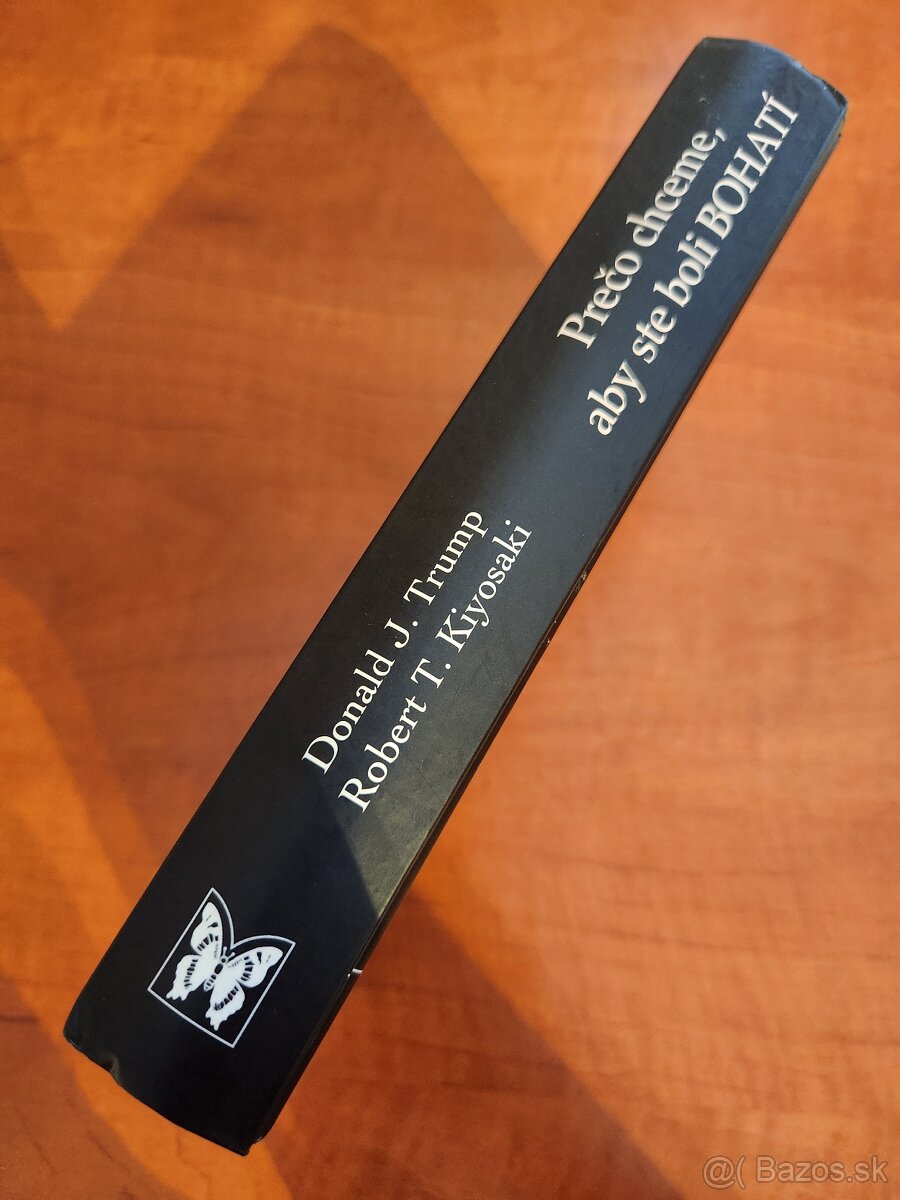 Prečo chceme,
aby ste boli BOHATÍ
Donald J. Trump
Robert T. Kiyosaki
@( Bazos.sk